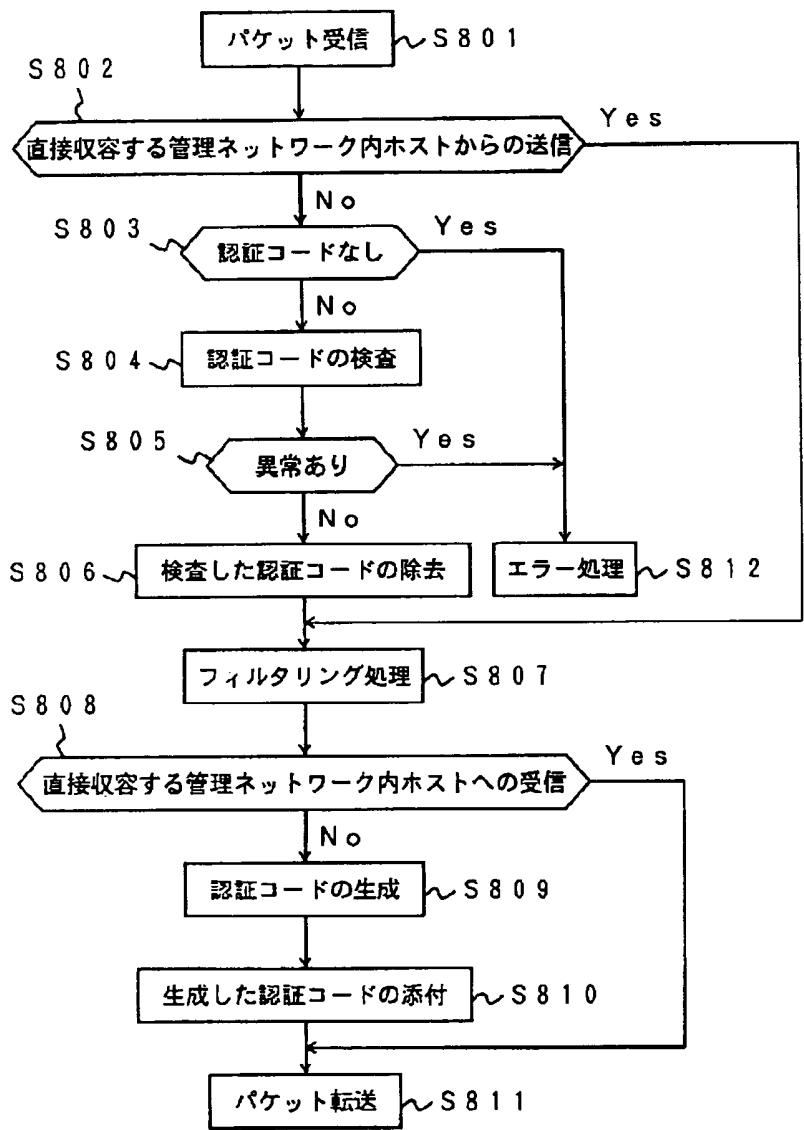 パケット受信 S801
S802
直接収容する管理ネットワーク内ホストからの送信 Yes
No
S803 認証コードなし Yes
No
S804 認証コードの検査
S805 異常あり Yes
No
S806 検査した認証コードの除去 エラー処理 S812
フィルタリング処理 S807
S808
直接収容する管理ネットワーク内ホストへの受信 Yes
No
認証コードの生成 S809
生成した認証コードの添付 S810
パケット転送 S811